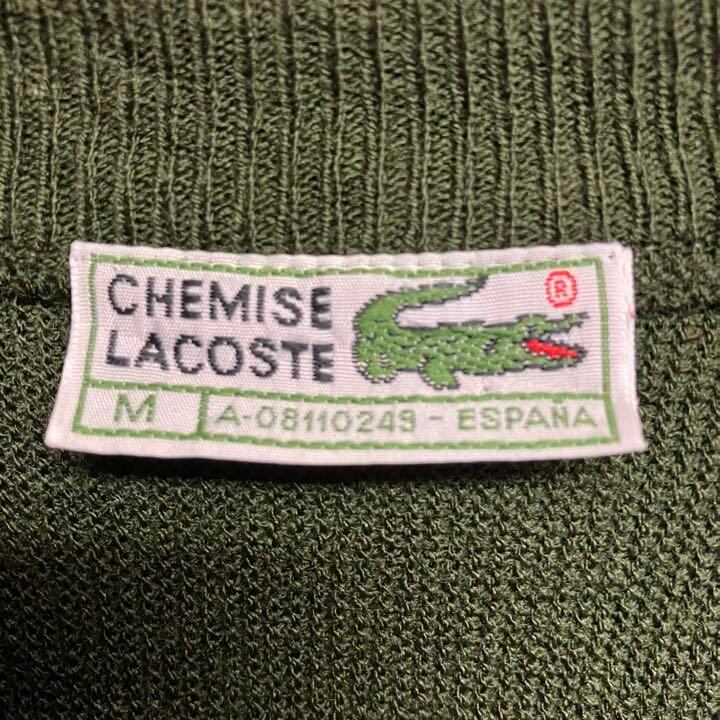 CHEMISE
LACOSTE
®
M
A-08110249 - ESPAÑA